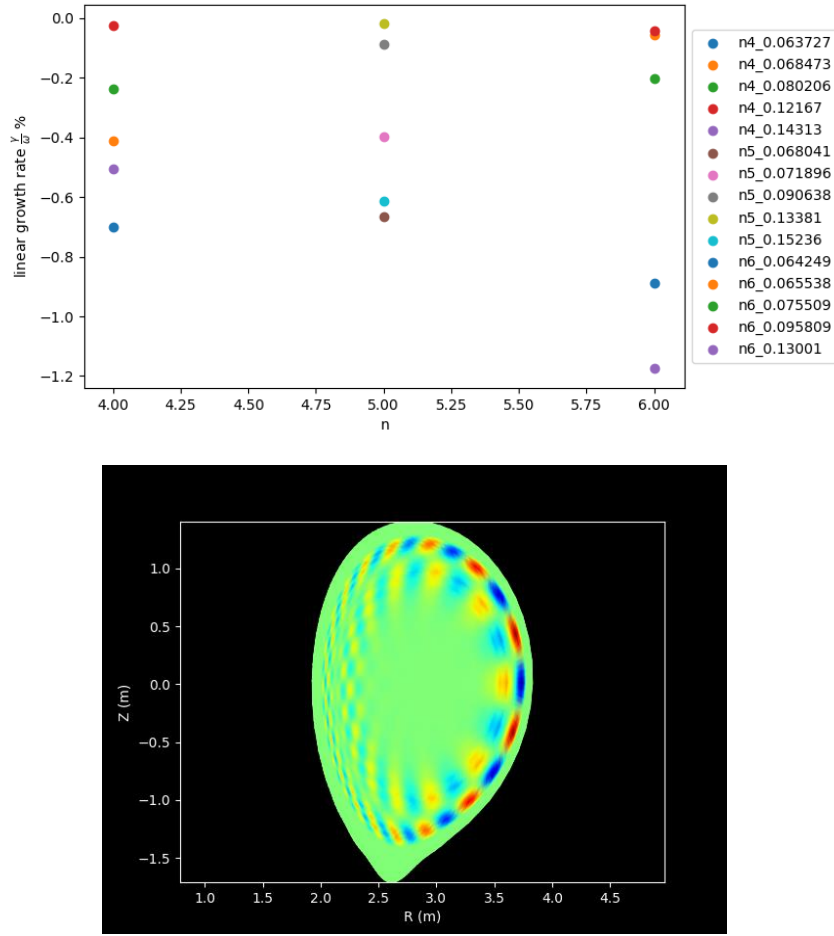 0.0
−0.2
−0.4
−0.6
−0.8
−1.0
−1.2
linear growth rate γ/ϖ %
4.00 4.25 4.50 4.75 5.00 5.25 5.50 5.75 6.00
n
n4_0.063727
n4_0.068473
n4_0.080206
n4_0.12167
n4_0.14313
n5_0.068041
n5_0.071896
n5_0.090638
n5_0.13381
n5_0.15236
n6_0.064249
n6_0.065538
n6_0.075509
n6_0.095809
n6_0.13001
1.0
0.5
0.0
−0.5
−1.0
−1.5
Z (m)
1.0 1.5 2.0 2.5 3.0 3.5 4.0 4.5
R (m)